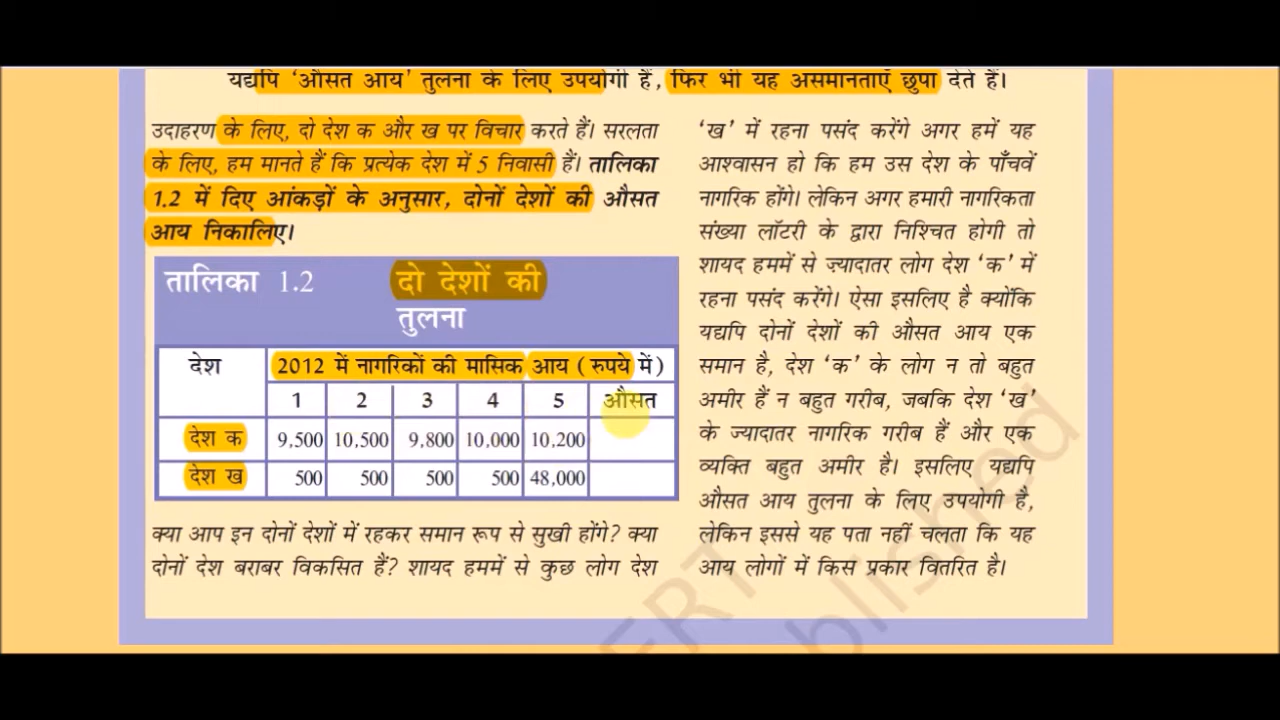 यद्यपि ‘औसत आय’ तुलना के लिए उपयोगी हैं, फिर भी यह असमानताएँ छुपा देते हैं।
उदाहरण के लिए, दो देश क और ख पर विचार करते हैं। सरलता
के लिए, हम मानते हैं कि प्रत्येक देश में 5 निवासी हैं। तालिका
1.2 में दिए आंकड़ों के अनुसार, दोनों देशों की औसत
आय निकालिए।
तालिका 1.2 दो देशों की
तुलना
देश 2012 में नागरिकों की मासिक आय (रुपये में)
1 2 3 4 5 औसत
देश क 9,500 10,500 9,800 10,000 10,200
देश ख 500 500 500 500 48,000
क्या आप इन दोनों देशों में रहकर समान रूप से सुखी होंगे? क्या
दोनों देश बराबर विकसित हैं? शायद हममें से कुछ लोग देश
‘ख’ में रहना पसंद करेंगे अगर हमें यह
आश्वासन हो कि हम उस देश के पाँचवें
नागरिक होंगे। लेकिन अगर हमारी नागरिकता
संख्या लॉटरी के द्वारा निश्चित होगी तो
शायद हममें से ज़्यादातर लोग देश ‘क’ में
रहना पसंद करेंगे। ऐसा इसलिए है क्योंकि
यद्यपि दोनों देशों की औसत आय एक
समान है, देश ‘क’ के लोग न तो बहुत
अमीर हैं न बहुत गरीब, जबकि देश ‘ख’
के ज्यादातर नागरिक गरीब हैं और एक
व्यक्ति बहुत अमीर है। इसलिए यद्यपि
औसत आय तुलना के लिए उपयोगी है,
लेकिन इससे यह पता नहीं चलता कि यह
आय लोगों में किस प्रकार वितरित है।